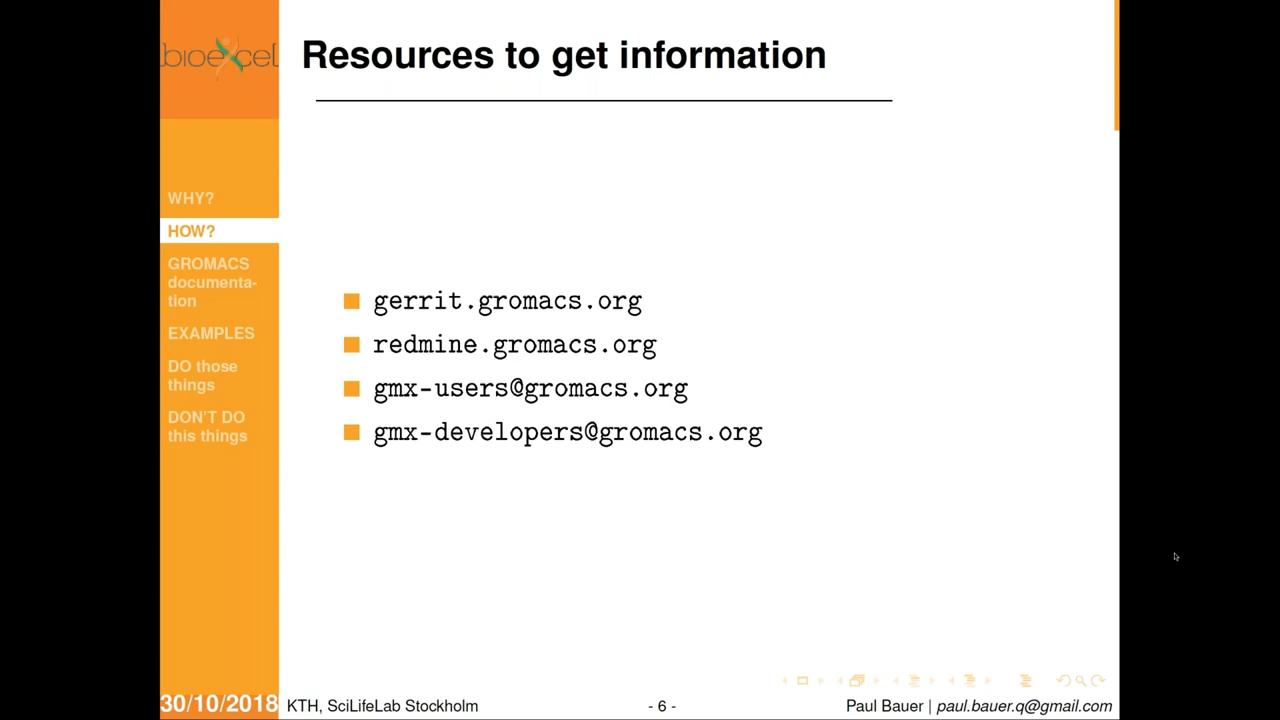 bioexcel
Resources to get information
WHY?
HOW?
GROMACS
documenta-
tion
EXAMPLES
DO those
things
DON'T DO
this things
gerrit.gromacs.org
redmine.gromacs.org
gmx-users@gromacs.org
gmx-developers@gromacs.org
30/10/2018 KTH, SciLifeLab Stockholm - 6 - Paul Bauer | paul.bauer.q@gmail.com